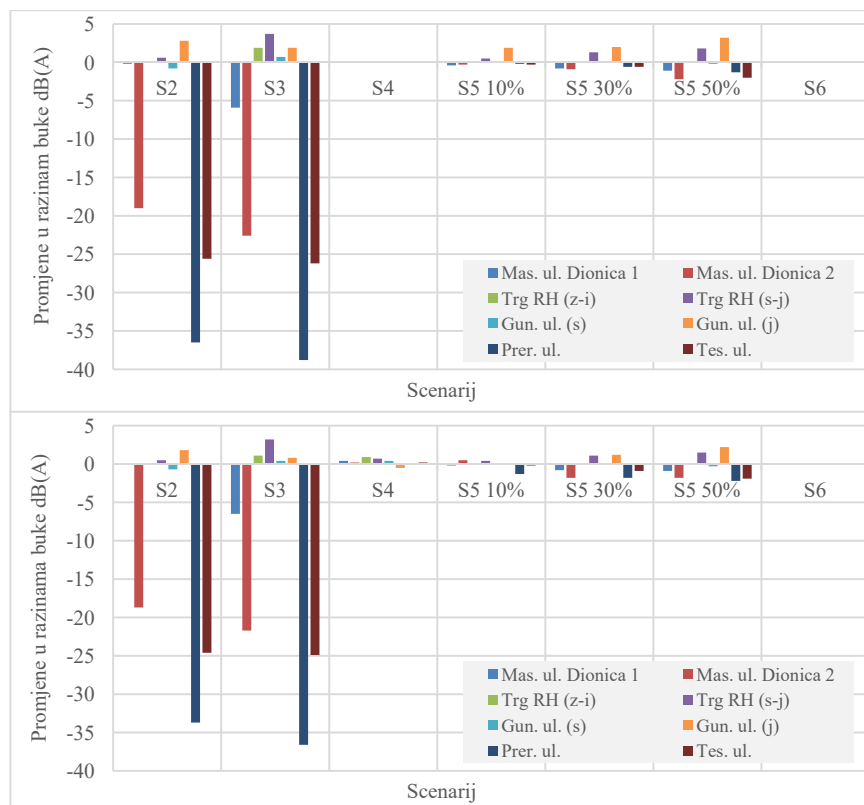 5
0
-5
-10
-15
-20
-25
-30
-35
-40
Promjene u razinam buke dB(A)
S2 S3 S4 S5 10% S5 30% S5 50% S6
Mas. ul. Dionica 1 Mas. ul. Dionica 2
Trg RH (z-i) Trg RH (s-j)
Gun. ul. (s) Gun. ul. (j)
Prer. ul. Tes. ul.
Scenarij
5
0
-5
-10
-15
-20
-25
-30
-35
-40
Promjene u razinama buke dB(A)
S2 S3 S4 S5 10% S5 30% S5 50% S6
Mas. ul. Dionica 1 Mas. ul. Dionica 2
Trg RH (z-i) Trg RH (s-j)
Gun. ul. (s) Gun. ul. (j)
Prer. ul. Tes. ul.
Scenarij